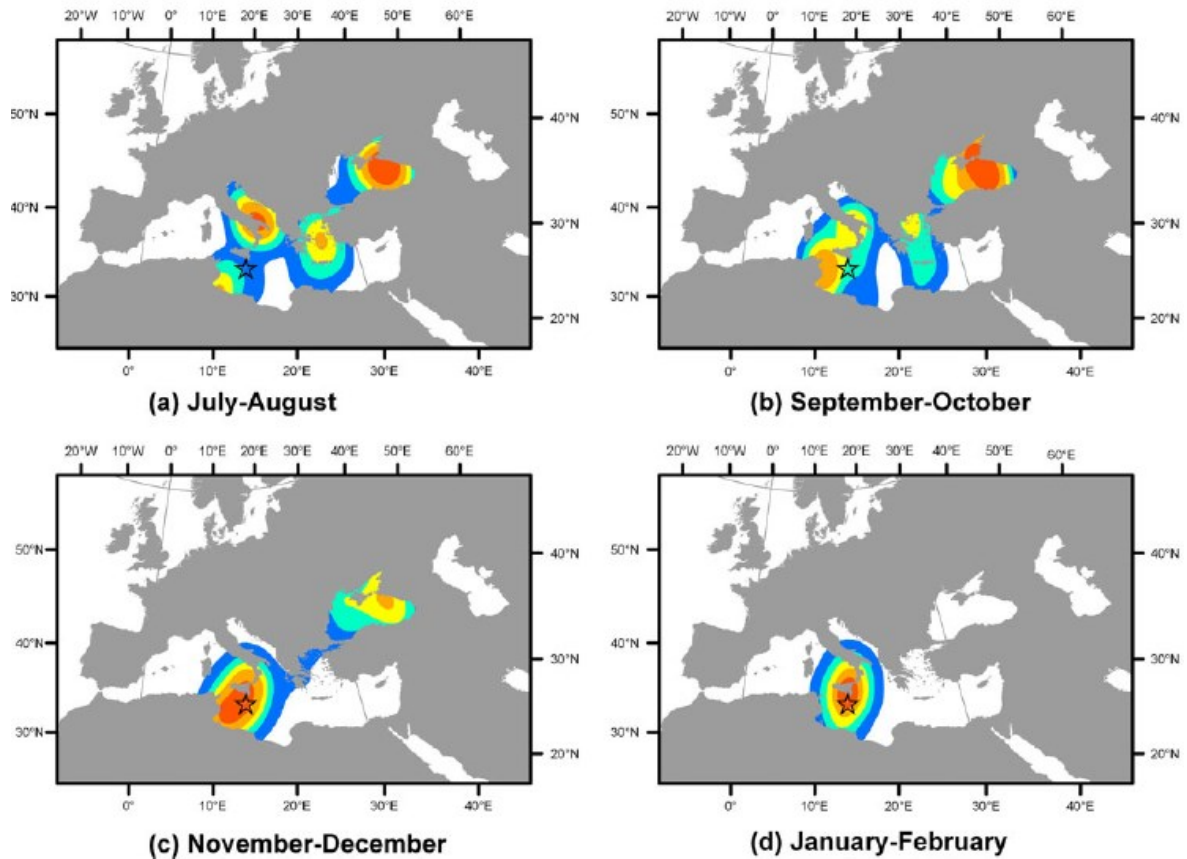 20°W 10°W 0° 10°E 20°E 30°E 40°E 50°E 60°E
20°W 10°W 0° 10°E 20°E 30°E 40°E 50°E 60°E
50°N 40°N 50°N 40°N
40°N 30°N 40°N 30°N
30°N 20°N 30°N 20°N
0° 10°E 20°E 30°E 40°E
0° 10°E 20°E 30°E 40°E
(a) July-August
(b) September-October
20°W 10°W 0° 10°E 20°E 30°E 40°E 50°E 60°E
20°W 10°W 0° 10°E 20°E 30°E 40°E 50°E 60°E
50°N 40°N 50°N 40°N
40°N 30°N 40°N 30°N
30°N 20°N 30°N 20°N
0° 10°E 20°E 30°E 40°E
0° 10°E 20°E 30°E 40°E
(c) November-December
(d) January-February